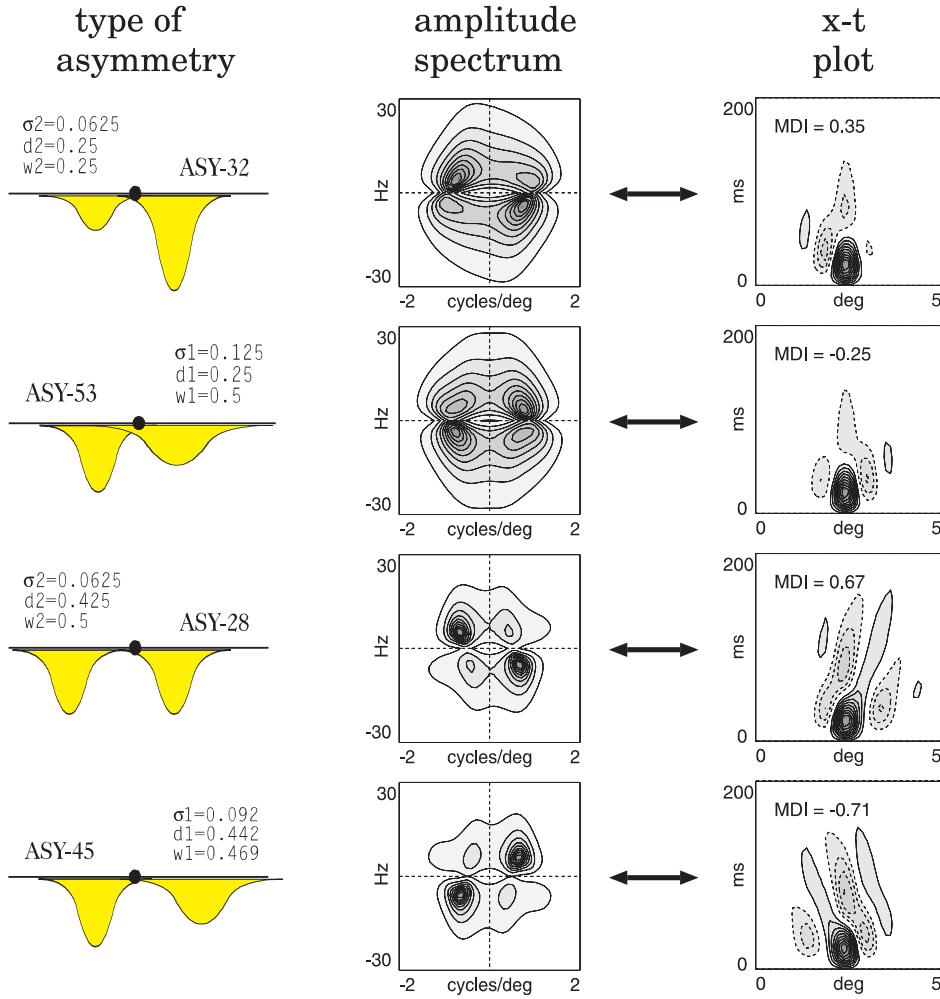 type of asymmetry
amplitude spectrum
x-t plot
σ2=0.0625
d2=0.25
w2=0.25
ASY-32
30
Hz
-30
-2
cycles/deg
2
200
MDI = 0.35
ms
0
0
deg
5
σ1=0.125
d1=0.25
w1=0.5
ASY-53
30
Hz
-30
-2
cycles/deg
2
200
MDI = -0.25
ms
0
0
deg
5
σ2=0.0625
d2=0.425
w2=0.5
ASY-28
30
Hz
-30
-2
cycles/deg
2
200
MDI = 0.67
ms
0
0
deg
5
σ1=0.092
d1=0.442
w1=0.469
ASY-45
30
Hz
-30
-2
cycles/deg
2
200
MDI = -0.71
ms
0
0
deg
5